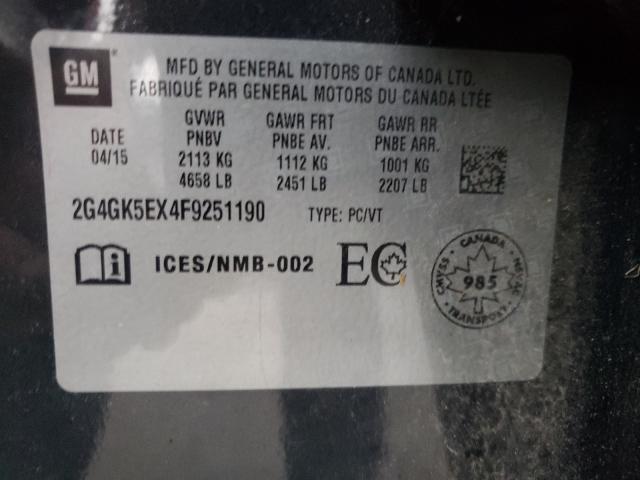 GM
MFD BY GENERAL MOTORS OF CANADA LTD.
FABRIQUÉ PAR GENERAL MOTORS DU CANADA LTÉE
DATE
04/15
GVWR
PNBV
2113 KG
4658 LB
GAWR FRT
PNBE AV.
1112 KG
2451 LB
GAWR RR
PNBE ARR.
1001 KG
2207 LB
2G4GK5EX4F9251190 TYPE: PC/VT
i ICES/NMB-002 EC
CANADA
CMVSS NSVAC
985
TRANSPORT